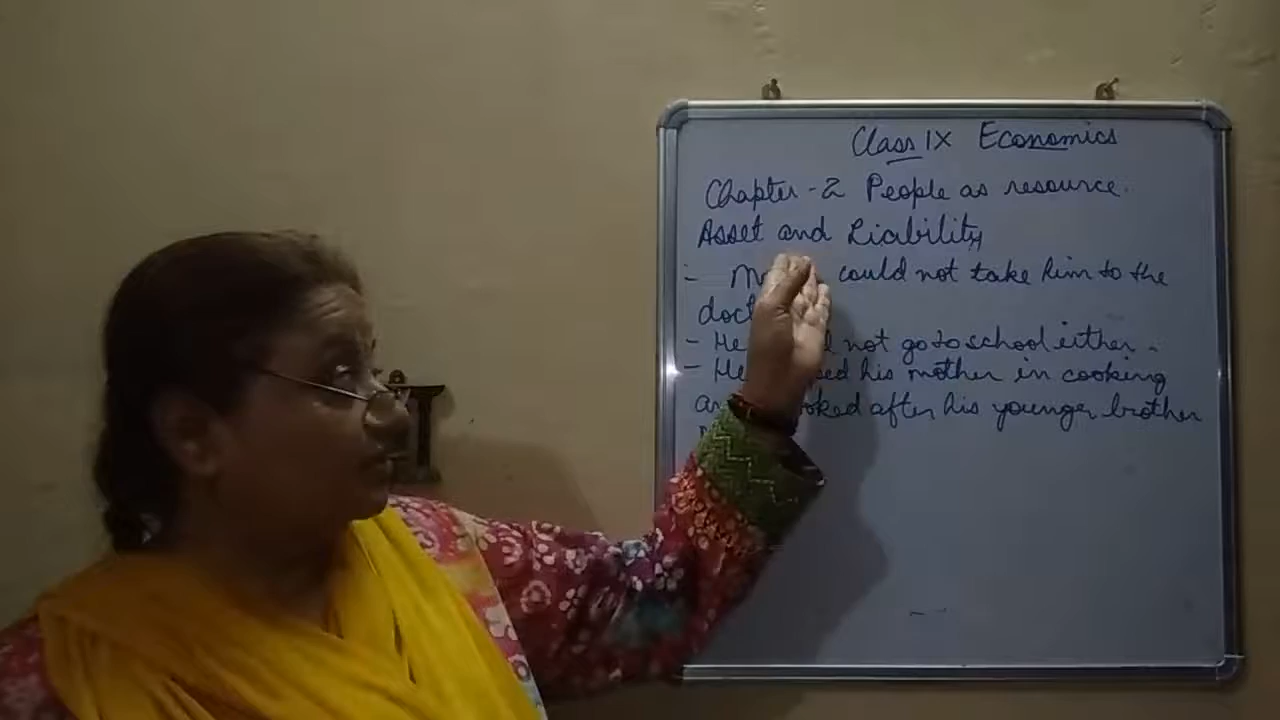 Class IX Economics
Chapter - 2 People as resource.
Asset and Liability
- could not take him to the
- He not go to school either.
- He his mother in cooking
looked after his younger brother